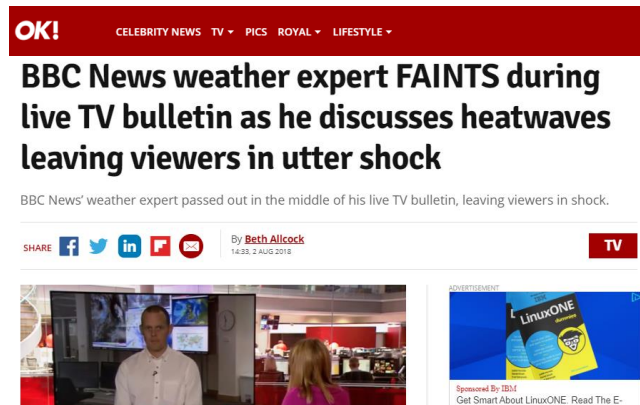 OK!
CELEBRITY NEWS TV PICS ROYAL LIFESTYLE
BBC News weather expert FAINTS during
live TV bulletin as he discusses heatwaves
leaving viewers in utter shock
BBC News' weather expert passed out in the middle of his live TV bulletin, leaving viewers in shock.
SHARE
By Beth Allcock
14:33, 2 AUG 2018
TV
ADVERTISEMENT
IBM
LinuxONE
dummies
Sponsored By IBM
Get Smart About LinuxONE. Read The E-